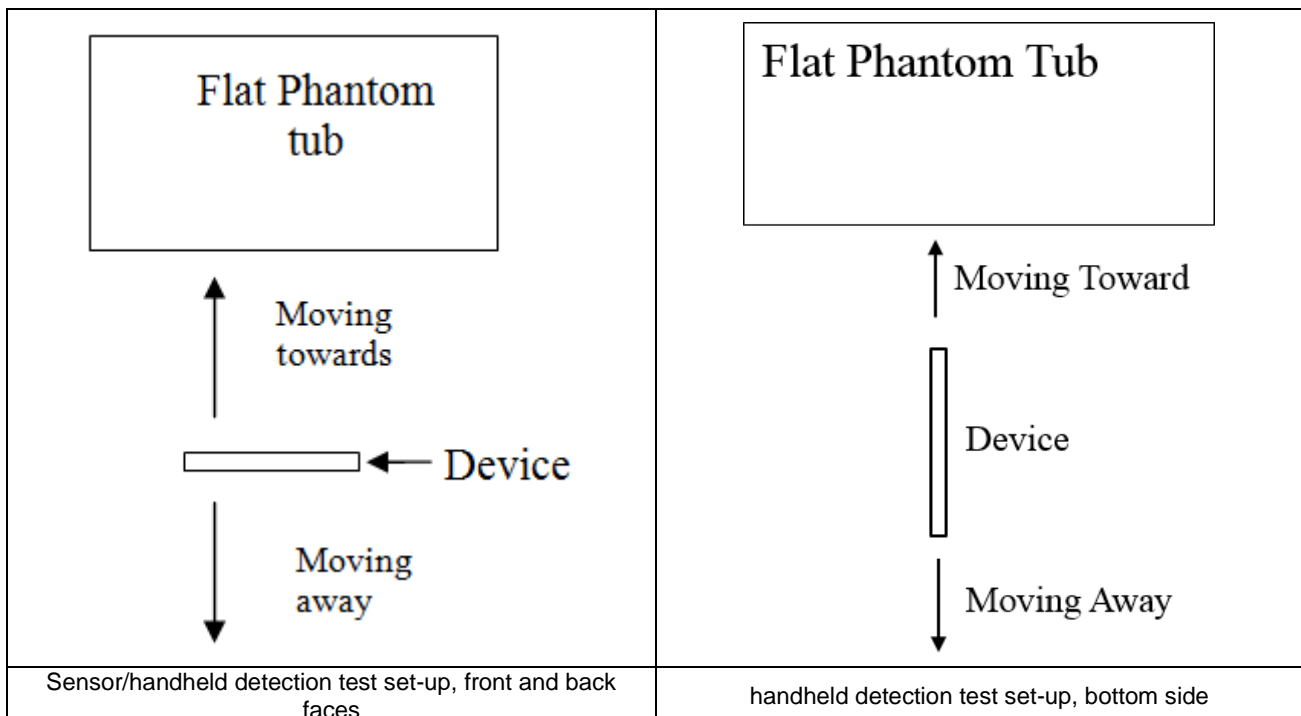 Flat Phantom
tub
Moving
towards
Device
Moving
away
Sensor/handheld detection test set-up, front and back
faces
Flat Phantom Tub
Moving Toward
Device
Moving Away
handheld detection test set-up, bottom side